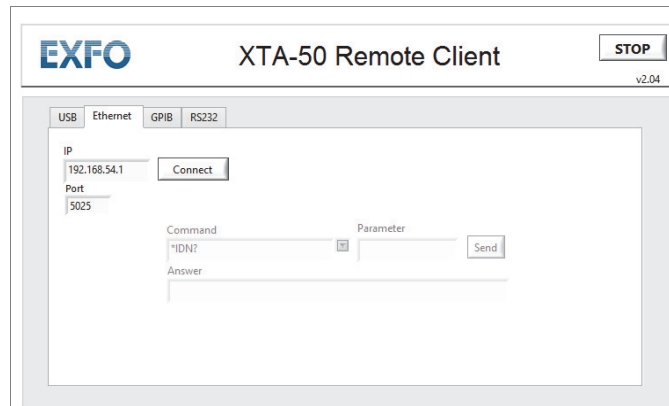 EXFO XTA-50 Remote Client STOP
v2.04
USB Ethernet GPIB RS232
IP
192.168.54.1 Connect
Port
5025
Command Parameter
*IDN? Send
Answer